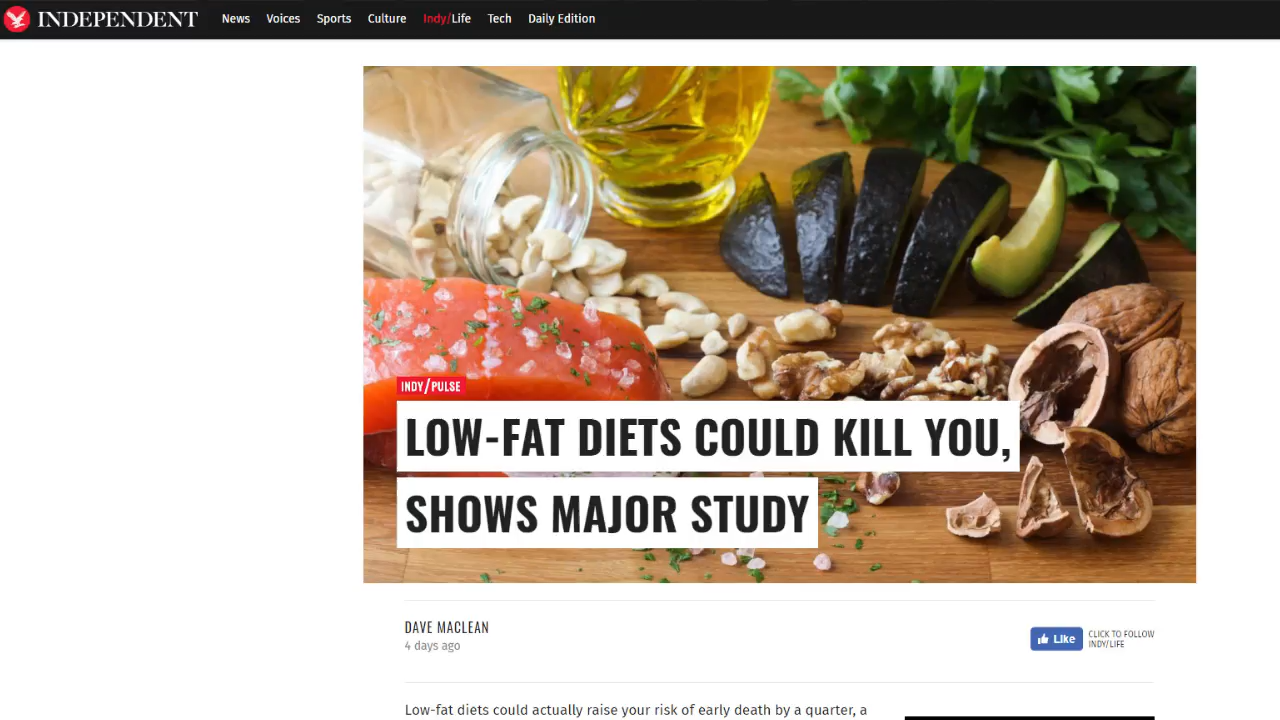 INDEPENDENT News Voices Sports Culture Indy/Life Tech Daily Edition
INDY/PULSE
LOW-FAT DIETS COULD KILL YOU,
SHOWS MAJOR STUDY
DAVE MACLEAN
4 days ago
Like
CLICK TO FOLLOW
INDY/LIFE
Low-fat diets could actually raise your risk of early death by a quarter, a